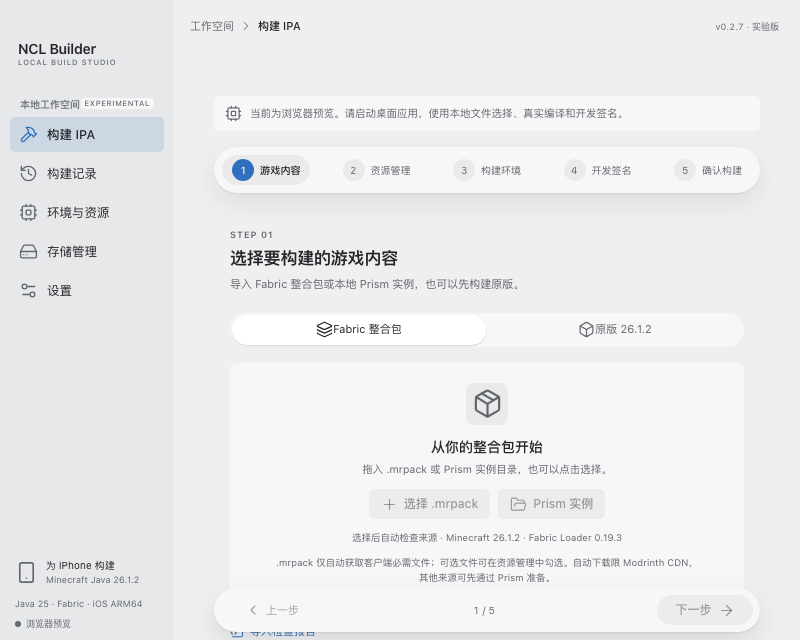 NCL Builder
LOCAL BUILD STUDIO
本地工作空间 EXPERIMENTAL
构建 IPA
构建记录
环境与资源
存储管理
设置
为 iPhone 构建
Minecraft Java 26.1.2
Java 25 · Fabric · iOS ARM64
浏览器预览
工作空间 > 构建 IPA
v0.2.7 · 实验版
当前为浏览器预览。请启动桌面应用，使用本地文件选择、真实编译和开发签名。
1 游戏内容 2 资源管理 3 构建环境 4 开发签名 5 确认构建
STEP 01
选择要构建的游戏内容
导入 Fabric 整合包或本地 Prism 实例，也可以先构建原版。
Fabric 整合包 原版 26.1.2
从你的整合包开始
拖入 .mrpack 或 Prism 实例目录，也可以点击选择。
选择 .mrpack Prism 实例
选择后自动检查来源 · Minecraft 26.1.2 · Fabric Loader 0.19.3
.mrpack 仅自动获取客户端必需文件；可选文件可在资源管理中勾选。自动下载限 Modrinth CDN，
其他来源可先通过 Prism 准备。
上一步 1 / 5 下一步
导入检查报告